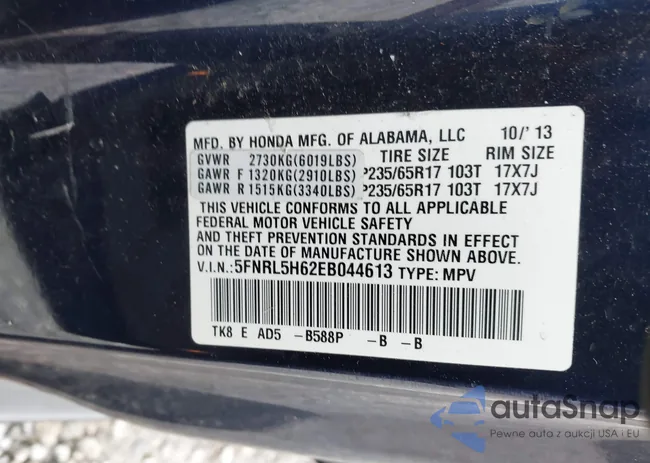 MFD. BY HONDA MFG. OF ALABAMA, LLC 10/'13
GVWR 2730KG(6019LBS) TIRE SIZE RIM SIZE
GAWR F 1320KG(2910LBS) P235/65R17 103T 17X7J
GAWR R 1515KG(3340LBS) P235/65R17 103T 17X7J
THIS VEHICLE CONFORMS TO ALL APPLICABLE
FEDERAL MOTOR VEHICLE SAFETY
AND THEFT PREVENTION STANDARDS IN EFFECT
ON DATE OF MANUFACTURE SHOWN ABOVE.
V.I.N.:5FNRL5H62EB044613 TYPE: MPV
TK8 E AD5 -B588P -B -B
autoSnap
Pewne auta z aukcji USA i EU